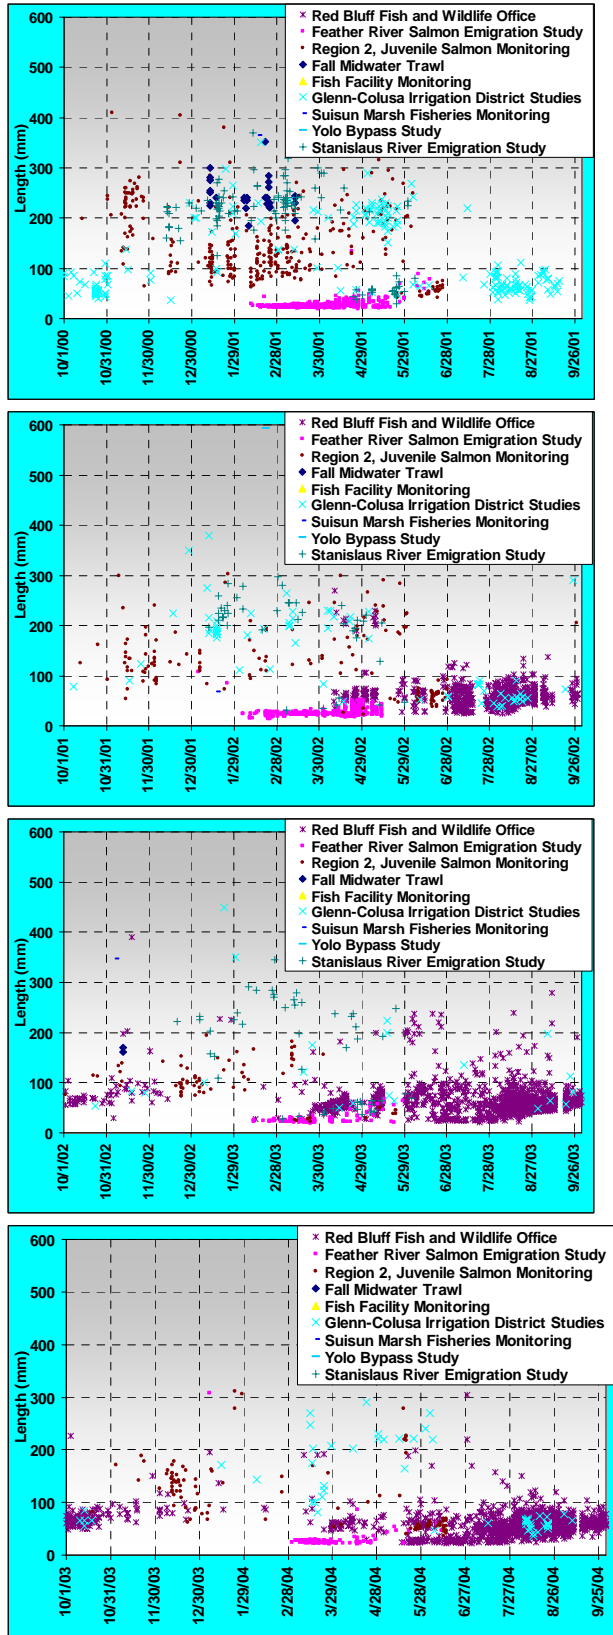 Red Bluff Fish and Wildlife Office
Feather River Salmon Emigration Study
Region 2, Juvenile Salmon Monitoring
Fall Midwater Trawl
Fish Facility Monitoring
Glenn-Colusa Irrigation District Studies
Suisun Marsh Fisheries Monitoring
Yolo Bypass Study
Stanislaus River Emigration Study
Length (mm)
600
500
400
300
200
100
0
10/1/00
10/31/00
11/30/00
12/30/00
1/29/01
2/28/01
3/30/01
4/29/01
5/29/01
6/28/01
7/28/01
8/27/01
9/26/01
Red Bluff Fish and Wildlife Office
Feather River Salmon Emigration Study
Region 2, Juvenile Salmon Monitoring
Fall Midwater Trawl
Fish Facility Monitoring
Glenn-Colusa Irrigation District Studies
Suisun Marsh Fisheries Monitoring
Yolo Bypass Study
Stanislaus River Emigration Study
Length (mm)
600
500
400
300
200
100
0
10/1/01
10/31/01
11/30/01
12/30/01
1/29/02
2/28/02
3/30/02
4/29/02
5/29/02
6/28/02
7/28/02
8/27/02
9/26/02
Red Bluff Fish and Wildlife Office
Feather River Salmon Emigration Study
Region 2, Juvenile Salmon Monitoring
Fall Midwater Trawl
Fish Facility Monitoring
Glenn-Colusa Irrigation District Studies
Suisun Marsh Fisheries Monitoring
Yolo Bypass Study
Stanislaus River Emigration Study
Length (mm)
600
500
400
300
200
100
0
10/1/02
10/31/02
11/30/02
12/30/02
1/29/03
2/28/03
3/30/03
4/29/03
5/29/03
6/28/03
7/28/03
8/27/03
9/26/03
Red Bluff Fish and Wildlife Office
Feather River Salmon Emigration Study
Region 2, Juvenile Salmon Monitoring
Fall Midwater Trawl
Fish Facility Monitoring
Glenn-Colusa Irrigation District Studies
Suisun Marsh Fisheries Monitoring
Yolo Bypass Study
Stanislaus River Emigration Study
Length (mm)
600
500
400
300
200
100
0
10/1/03
10/31/03
11/30/03
12/30/03
1/29/04
2/28/04
3/29/04
4/28/04
5/28/04
6/27/04
7/27/04
8/26/04
9/25/04